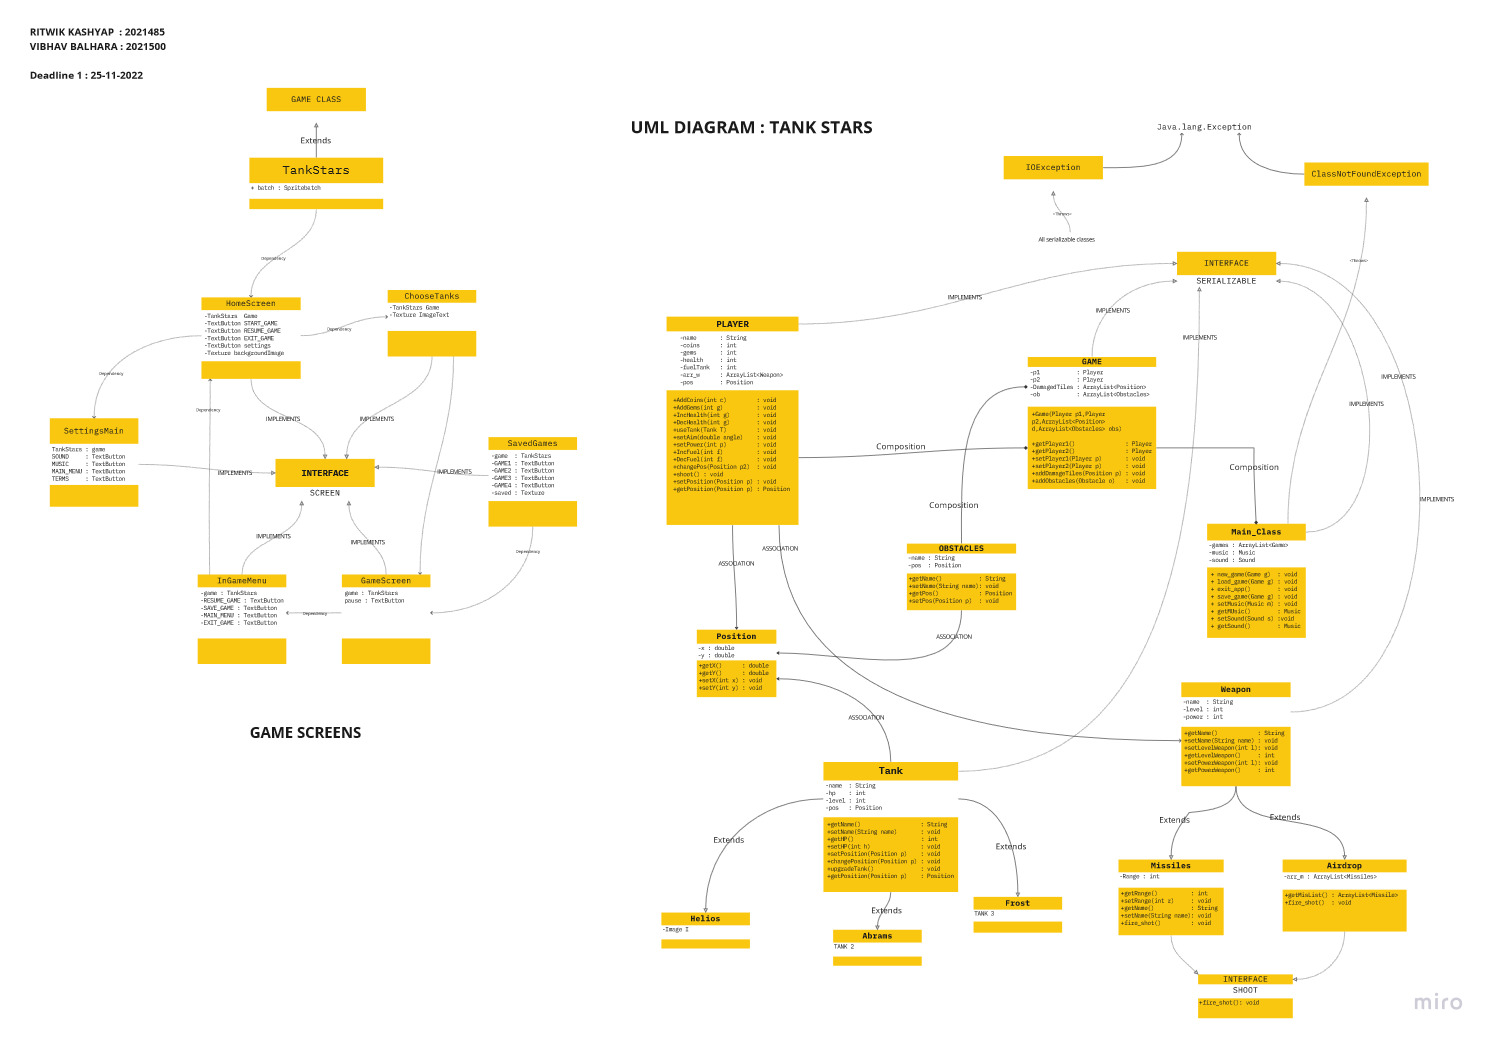 RITWIK KASHYAP : 2021485
VIBHAV BALHARA : 2021500
Deadline 1 : 25-11-2022
UML DIAGRAM : TANK STARS
GAME CLASS
Extends
TankStars
+ batch : Spritebatch
Dependency
HomeScreen
-TankStars Game
-TextButton START_GAME
-TextButton RESUME_GAME
-TextButton EXIT_GAME
-TextButton settings
-Texture backgroundImage
Dependency
ChooseTanks
-TankStars Game
-Texture ImageText
Dependency
Dependency
IMPLEMENTS
IMPLEMENTS
SettingsMain
TankStars : game
SOUND : TextButton
MUSIC : TextButton
MAIN_MENU : TextButton
TERMS : TextButton
IMPLEMENTS
INTERFACE
SCREEN
IMPLEMENTS
SavedGames
-game : TankStars
-GAME1 : TextButton
-GAME2 : TextButton
-GAME3 : TextButton
-GAME4 : TextButton
-saved : Texture
Dependency
IMPLEMENTS
IMPLEMENTS
InGameMenu
-game : TankStars
-RESUME_GAME : TextButton
-SAVE_GAME : TextButton
-MAIN_MENU : TextButton
-EXIT_GAME : TextButton
Dependency
GameScreen
game : TankStars
pause : TextButton
GAME SCREENS
Java.lang.Exception
IOException
ClassNotFoundException
<Throws>
All serializable classes
<Throws>
INTERFACE
SERIALIZABLE
IMPLEMENTS
IMPLEMENTS
IMPLEMENTS
IMPLEMENTS
IMPLEMENTS
IMPLEMENTS
PLAYER
-name : String
-coins : int
-gems : int
-health : int
-fuelTank : int
-arr_w : ArrayList<Weapon>
-pos : Position
+AddCoins(int c) : void
+AddGems(int g) : void
+IncHealth(int g) : void
+DecHealth(int g) : void
+useTank(Tank T) : void
+setAim(double angle) : void
+setPower(int p) : void
+IncFuel(int f) : void
+DecFuel(int f) : void
+changePos(Position p2) : void
+shoot() : void
+setPosition(Position p) : void
+getPosition(Position p) : Position
Composition
GAME
-p1 : Player
-p2 : Player
-DamagedTiles : ArrayList<Position>
-ob : ArrayList<Obstacles>
+Game(Player p1,Player
p2,ArrayList<Position>
d,ArrayList<Obstacles> obs)
+getPlayer1() : Player
+getPlayer2() : Player
+setPlayer1(Player p) : void
+setPlayer2(Player p) : void
+addDamageTiles(Position p) : void
+addObstacles(Obstacle o) : void
Composition
Composition
OBSTACLES
-name : String
-pos : Position
+getName() : String
+setName(String name): void
+getPos() : Position
+setPos(Position p) : void
ASSOCIATION
ASSOCIATION
ASSOCIATION
Main_Class
-games : ArrayList<Game>
-music : Music
-sound : Sound
+ new_game(Game g) : void
+ load_game(Game g) : void
+ exit_app() : void
+ save_game(Game g) : void
+ setMusic(Music m) : void
+ getMUsic() : Music
+ setSound(Sound s) :void
+ getSound() : Music
Position
-x : double
-y : double
+getX() : double
+getY() : double
+setX(int x) : void
+setY(int y) : void
ASSOCIATION
Weapon
-name : String
-level : int
-power : int
+getName() : String
+setName(String name) : void
+setLevelWeapon(int l): void
+getLevelWeapon() : int
+setPowerWeapon(int l): void
+getPowerWeapon() : int
Tank
-name : String
-hp : int
-level : int
-pos : Position
+getName() : String
+setName(String name) : void
+getHP() : int
+setHP(int h) : void
+setPosition(Position p) : void
+changePosition(Position p) : void
+upgradeTank() : void
+getPosition(Position p) : Position
Extends
Extends
Extends
Helios
-Image I
Abrams
TANK 2
Frost
TANK 3
Extends
Extends
Missiles
-Range : int
+getRange() : int
+setRange(int r) : void
+getName() : String
+setName(String name): void
+fire_shot() : void
Airdrop
-arr_m : ArrayList<Missiles>
+getMisList() : ArrayList<Missile>
+fire_shot() : void
INTERFACE
SHOOT
+fire_shot(): void
miro